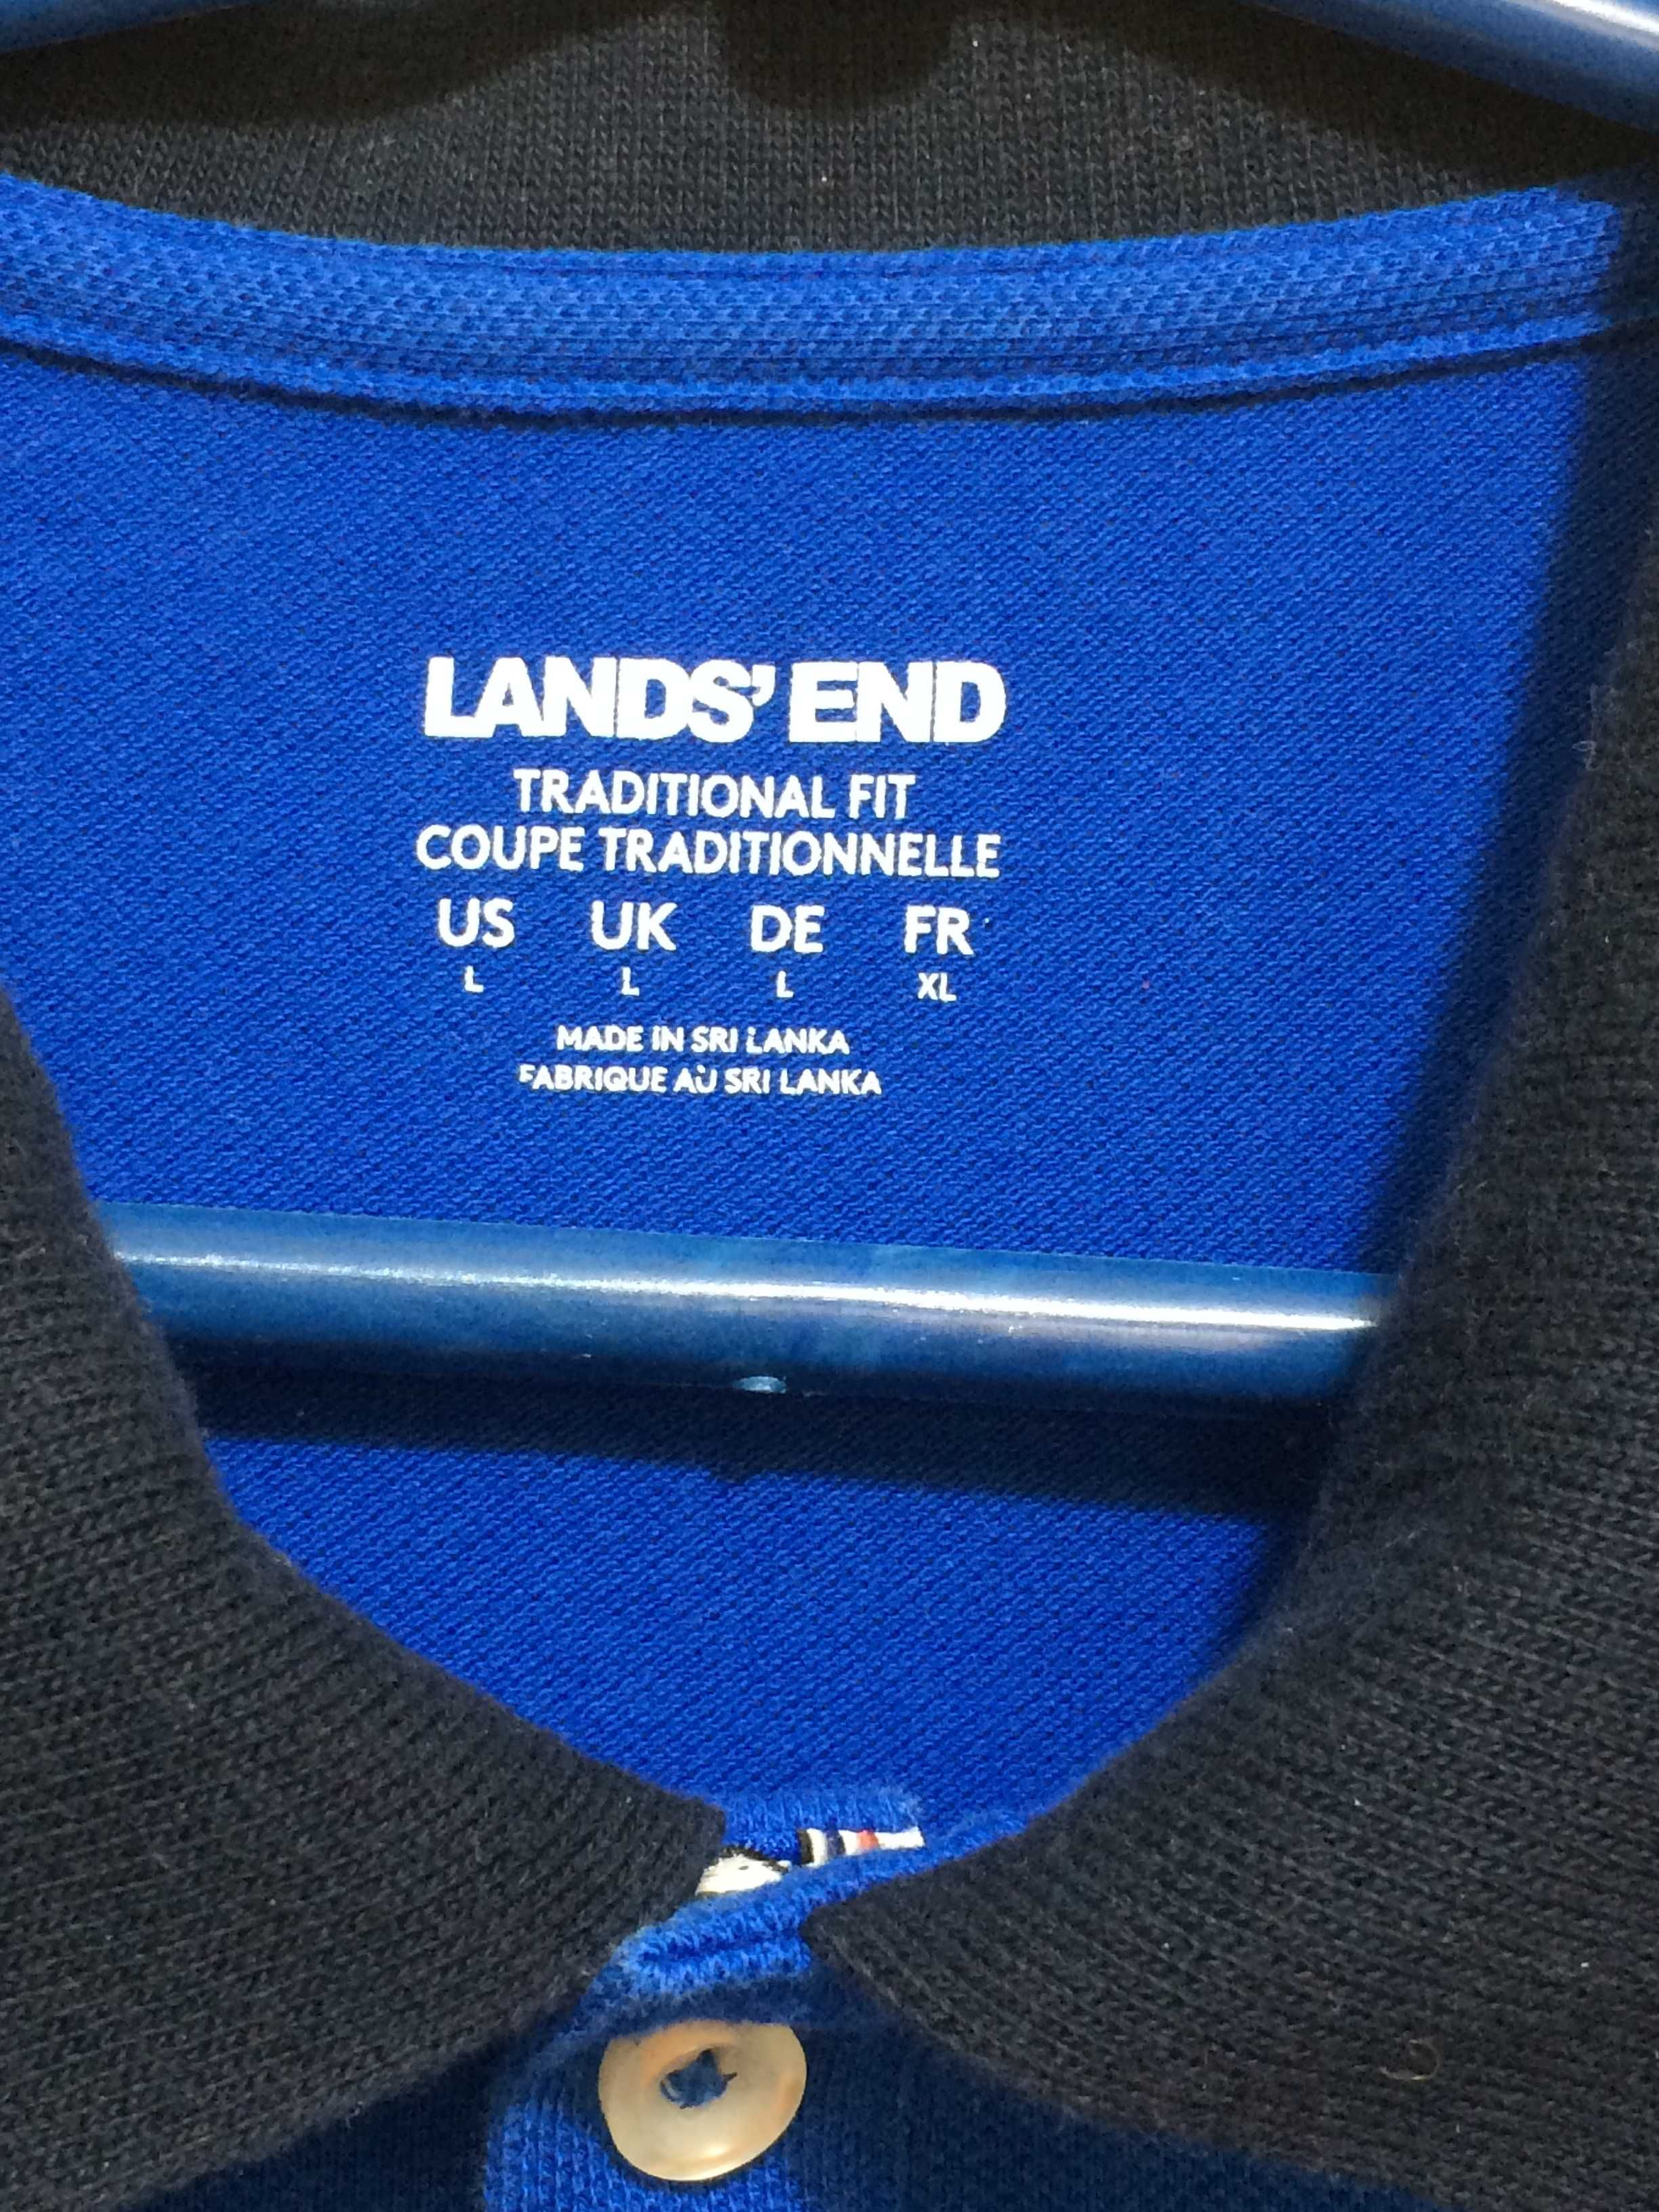 LANDS' END
TRADITIONAL FIT
COUPE TRADITIONNELLE
US UK DE FR
L L L XL
MADE IN SRI LANKA
FABRIQUE AU SRI LANKA